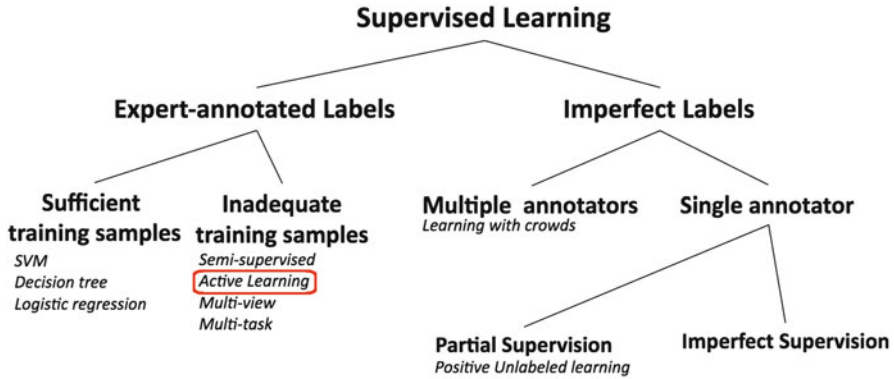 Supervised Learning
Expert-annotated Labels
Imperfect Labels
Sufficient
training samples
SVM
Decision tree
Logistic regression
Inadequate
training samples
Semi-supervised
Active Learning
Multi-view
Multi-task
Multiple annotators
Learning with crowds
Single annotator
Partial Supervision
Positive Unlabeled learning
Imperfect Supervision